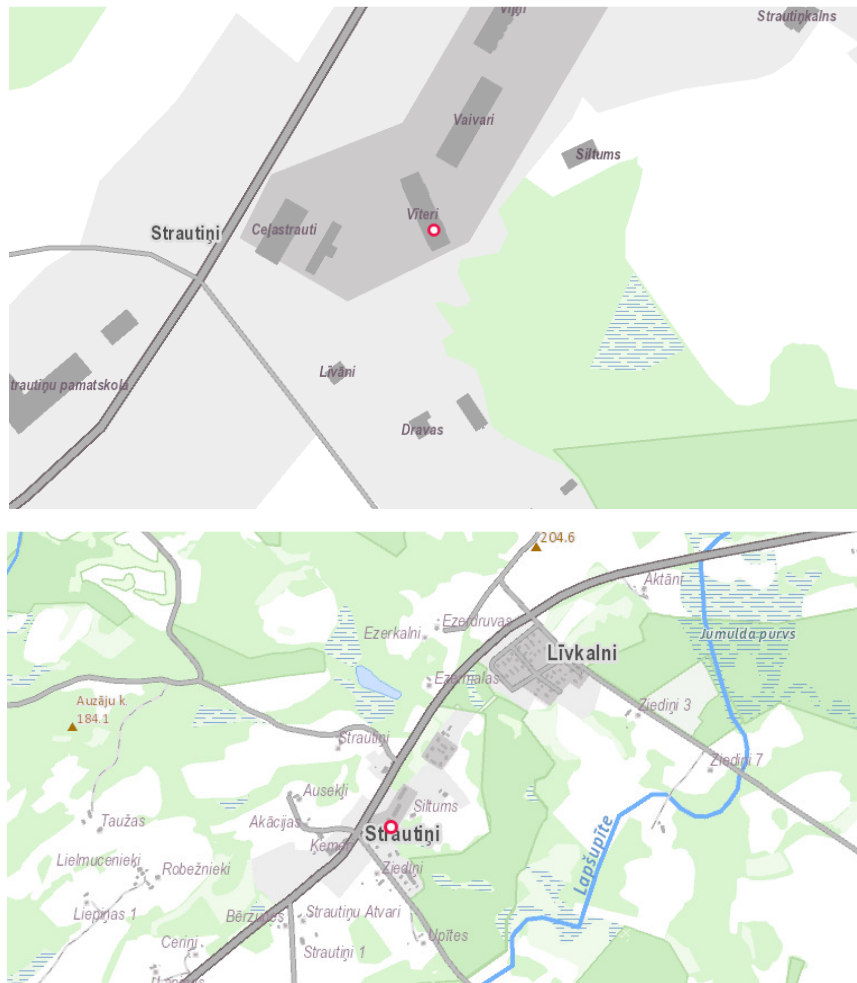 Viņņi
Strautiņkalns
Vaivari
Siltums
Vīteri
Strautiņi
Ceļastrauti
Līvāni
trautiņu pamatskola
Dravas
204.6
Aktāni
Ezerdruvas
Ezerkalni
Jumulda purvs
Līvkalni
Ezermalas
Auzāju k.
184.1
Ziediņi 3
Strautiņi
Ziediņi 7
Ausekļi
Siltums
Taužas
Akācijas
Strautiņi
Ķemeri
Lapšupīte
Lielmucenieki
Robežnieki
Ziediņi
Liepiņas 1
Bērzupes
Strautiņu Atvari
Upītes
Ceriņi
Strautiņi 1